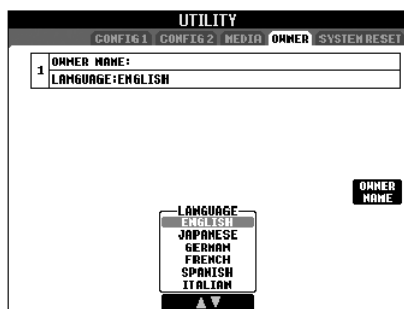 UTILITY
CONFIG 1 CONFIG 2 MEDIA OWNER SYSTEM RESET
1
OWNER NAME:
LANGUAGE:ENGLISH
OWNER
NAME
LANGUAGE
ENGLISH
JAPANESE
GERMAN
FRENCH
SPANISH
ITALIAN